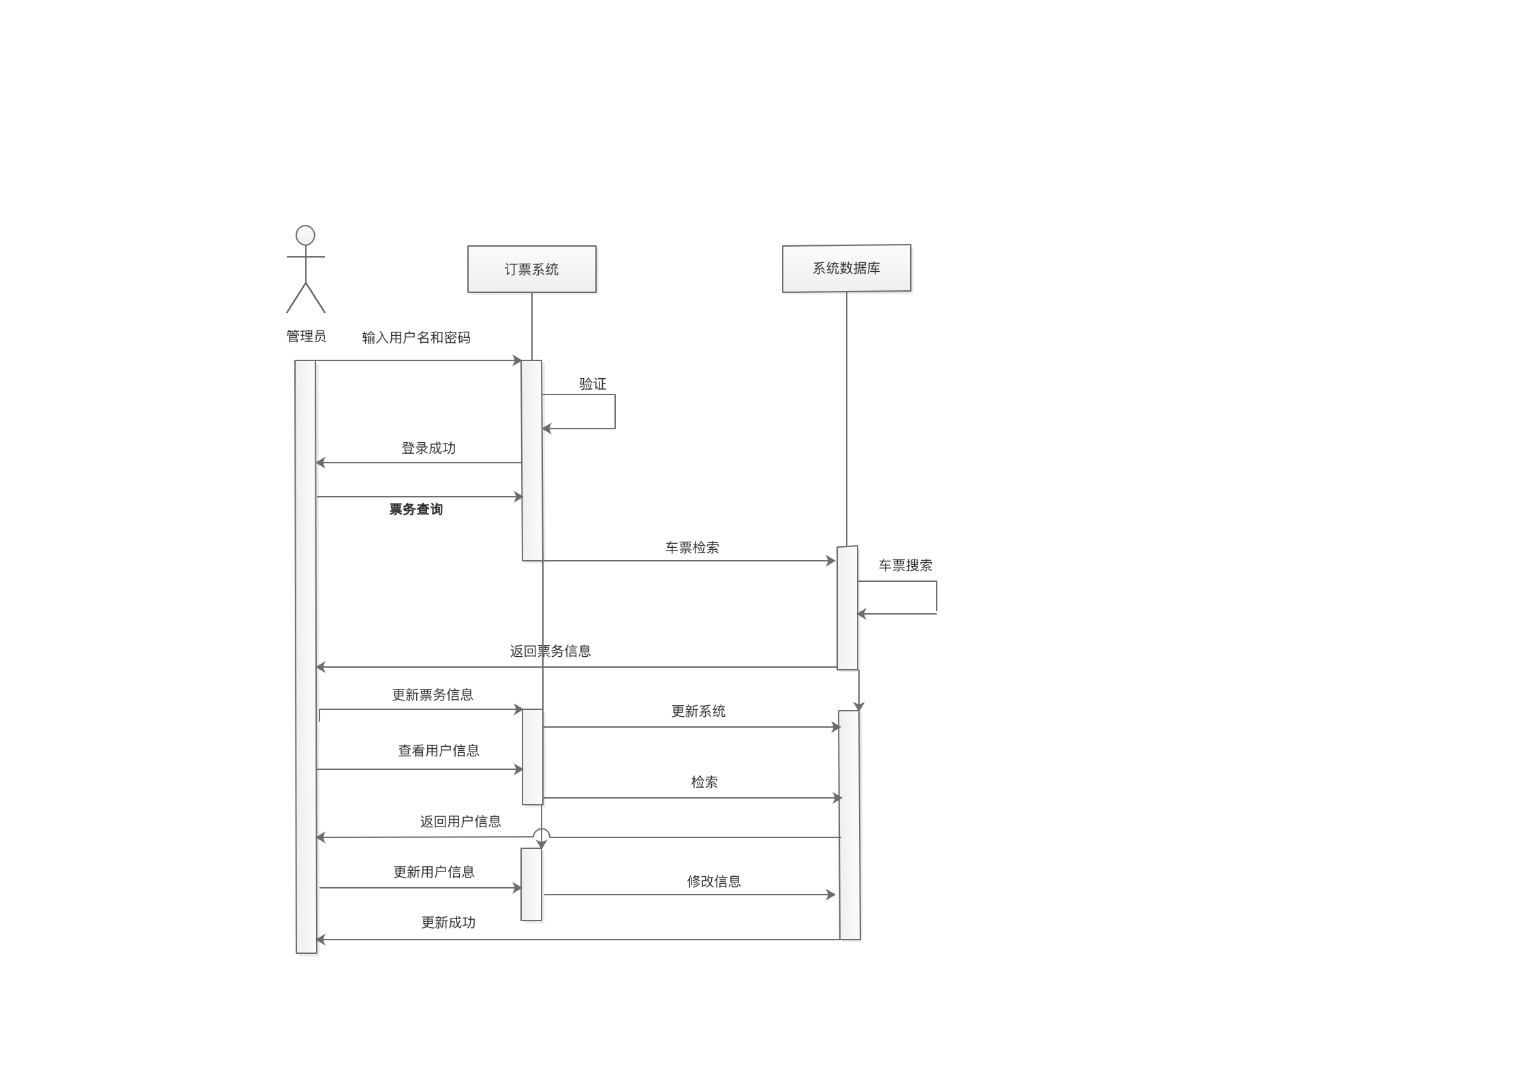 订票系统
系统数据库
管理员
输入用户名和密码
验证
登录成功
票务查询
车票检索
车票搜索
返回票务信息
更新票务信息
更新系统
查看用户信息
检索
返回用户信息
更新用户信息
修改信息
更新成功